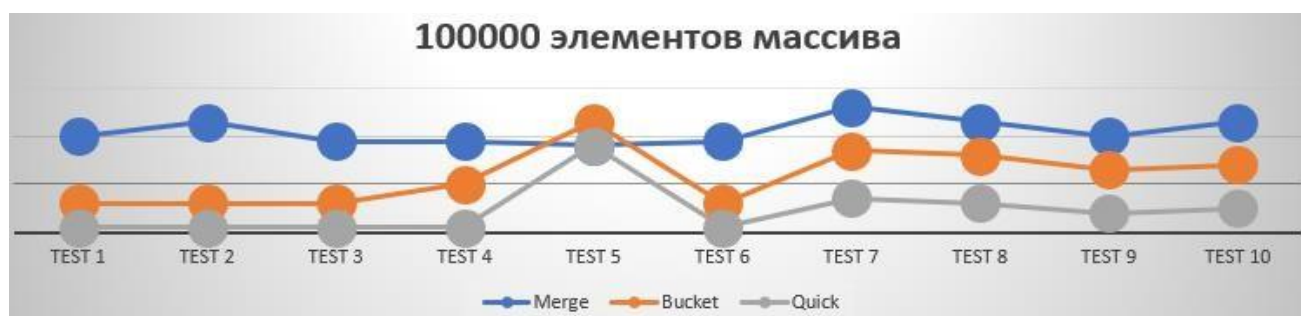 100000 элементов массива
TEST 1 TEST 2 TEST 3 TEST 4 TEST 5 TEST 6 TEST 7 TEST 8 TEST 9 TEST 10
Merge Bucket Quick